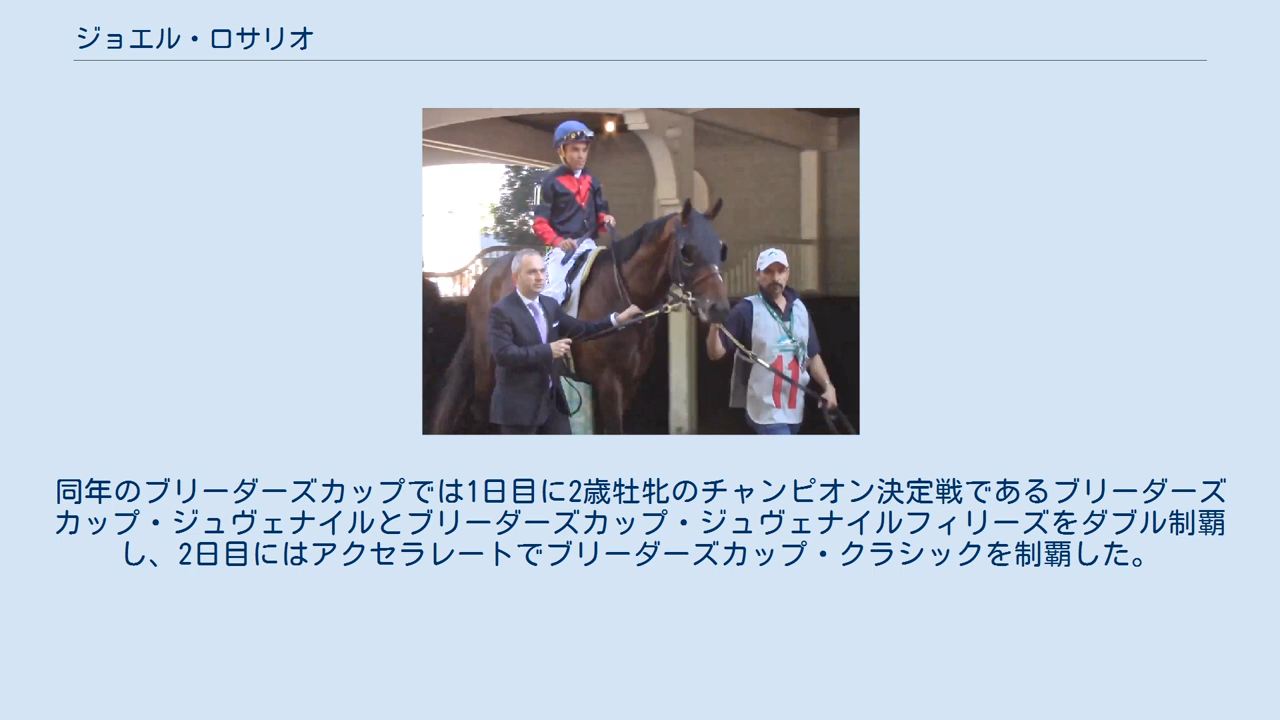 ジョエル・ロサリオ
11
同年のブリーダーズカップでは1日目に2歳牡牝のチャンピオン決定戦であるブリーダーズ
カップ・ジュヴェナイルとブリーダーズカップ・ジュヴェナイルフィリーズをダブル制覇
し、2日目にはアクセラレートでブリーダーズカップ・クラシックを制覇した。